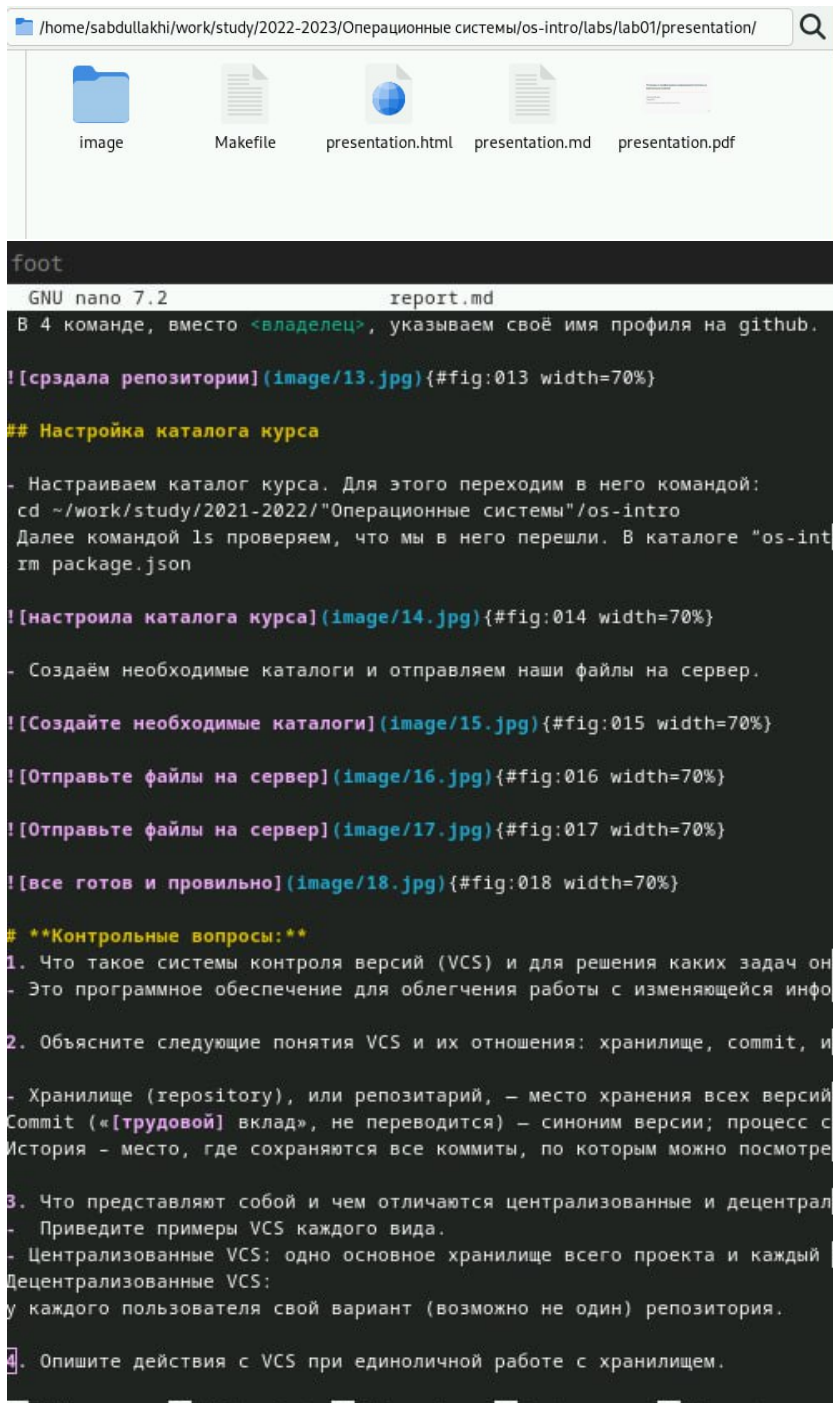 /home/sabdullakhi/work/study/2022-2023/Операционные системы/os-intro/labs/lab01/presentation/
image Makefile presentation.html presentation.md presentation.pdf
foot
GNU nano 7.2 report.md
В 4 команде, вместо <владелец>, указываем своё имя профиля на github.
![срздала репозитории](image/13.jpg){#fig:013 width=70%}
## Настройка каталога курса
- Настраиваем каталог курса. Для этого переходим в него командой:
cd ~/work/study/2021-2022/"Операционные системы"/os-intro
Далее командой ls проверяем, что мы в него перешли. В каталоге “os-int
rm package.json
![настроила каталога курса](image/14.jpg){#fig:014 width=70%}
- Создаём необходимые каталоги и отправляем наши файлы на сервер.
![Создайте необходимые каталоги](image/15.jpg){#fig:015 width=70%}
![Отправьте файлы на сервер](image/16.jpg){#fig:016 width=70%}
![Отправьте файлы на сервер](image/17.jpg){#fig:017 width=70%}
![все готов и провильно](image/18.jpg){#fig:018 width=70%}
# **Контрольные вопросы:**
1. Что такое системы контроля версий (VCS) и для решения каких задач он
- Это программное обеспечение для облегчения работы с изменяющейся инфо
2. Объясните следующие понятия VCS и их отношения: хранилище, commit, и
- Хранилище (repository), или репозитарий, — место хранения всех версий
Commit («[трудовой] вклад», не переводится) — синоним версии; процесс с
История – место, где сохраняются все коммиты, по которым можно посмотре
3. Что представляют собой и чем отличаются централизованные и децентрал
- Приведите примеры VCS каждого вида.
- Централизованные VCS: одно основное хранилище всего проекта и каждый
Децентрализованные VCS:
у каждого пользователя свой вариант (возможно не один) репозитория.
4. Опишите действия с VCS при единоличной работе с хранилищем.